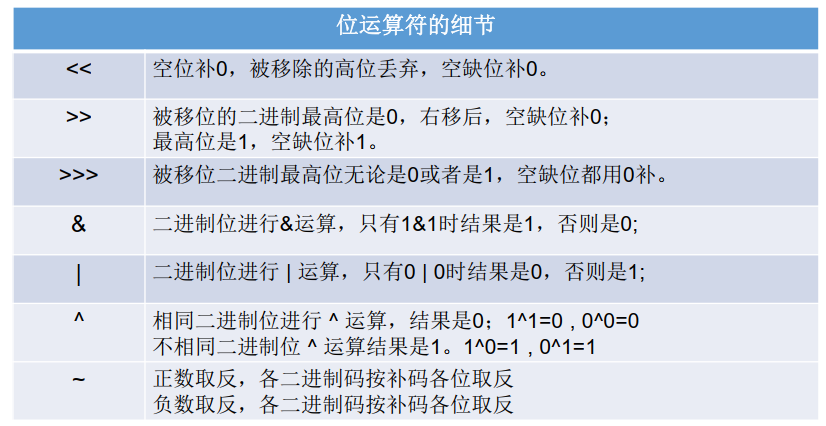 位运算符的细节
<< 空位补0，被移除的高位丢弃，空缺位补0。
>> 被移位的二进制最高位是0，右移后，空缺位补0；
最高位是1，空缺位补1。
>>> 被移位二进制最高位无论是0或者是1，空缺位都用0补。
& 二进制位进行&运算，只有1&1时结果是1，否则是0;
| 二进制位进行 | 运算，只有0 | 0时结果是0，否则是1;
^ 相同二进制位进行 ^ 运算，结果是0；1^1=0 , 0^0=0
不相同二进制位 ^ 运算结果是1。1^0=1 , 0^1=1
~ 正数取反，各二进制码按补码各位取反
负数取反，各二进制码按补码各位取反